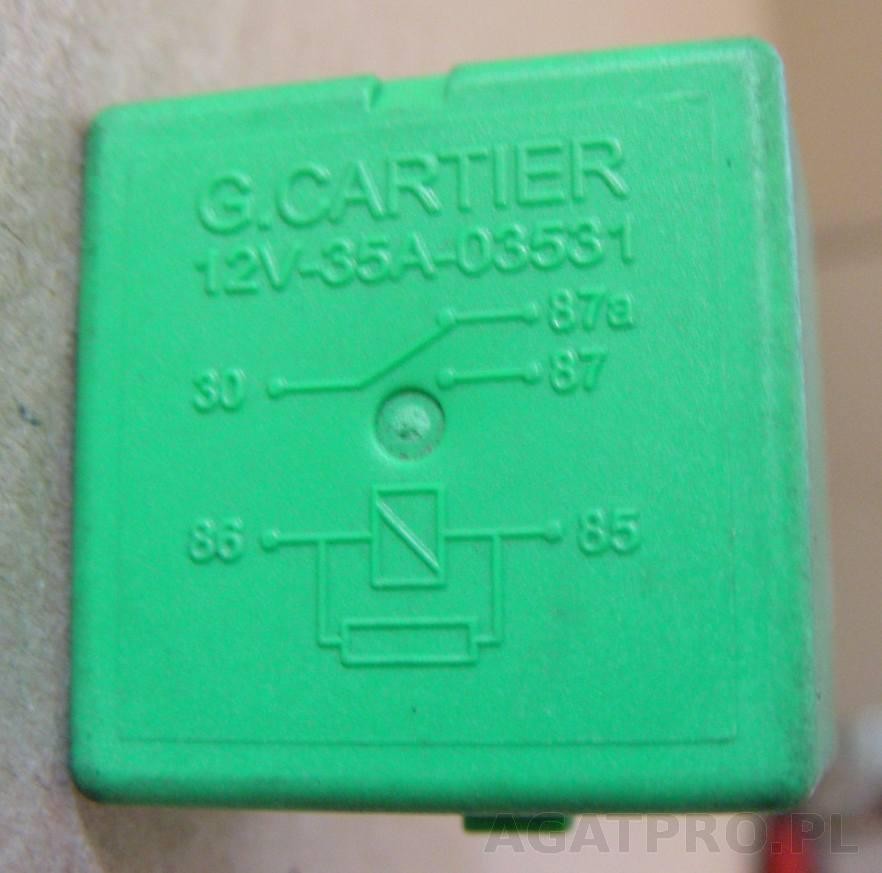 G.CARTIER
12V-35A-03531
87a
30 87
86 85
AGATPRO.PL